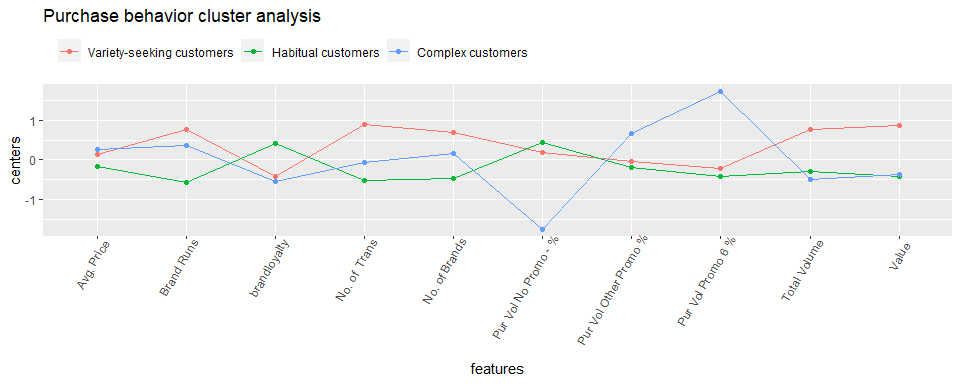 Purchase behavior cluster analysis
Variety-seeking customers Habitual customers Complex customers
1
0
-1
centers
Avg. Price
Brand Runs
brandloyalty
No. of Trans
No. of Brands
Pur Vol No Promo - %
Pur Vol Other Promo %
Pur Vol Promo 6 %
Total Volume
Value
features